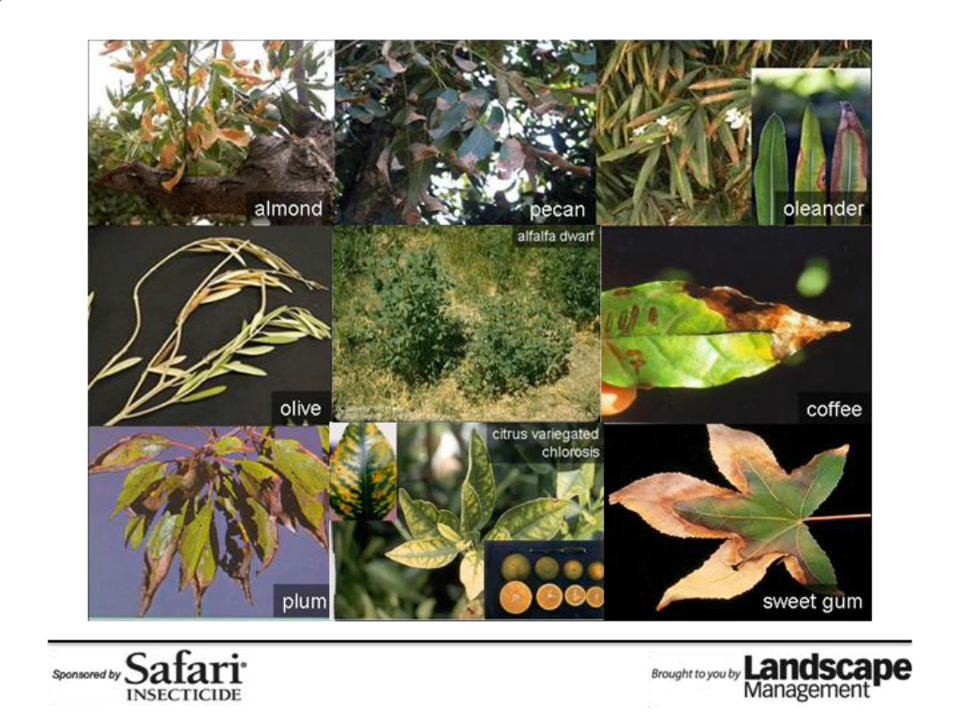 almond
pecan
oleander
alfalfa dwarf
olive
coffee
citrus variegated
chlorosis
plum
sweet gum
Sponsored by Safari®
INSECTICIDE
Brought to you by Landscape
Management